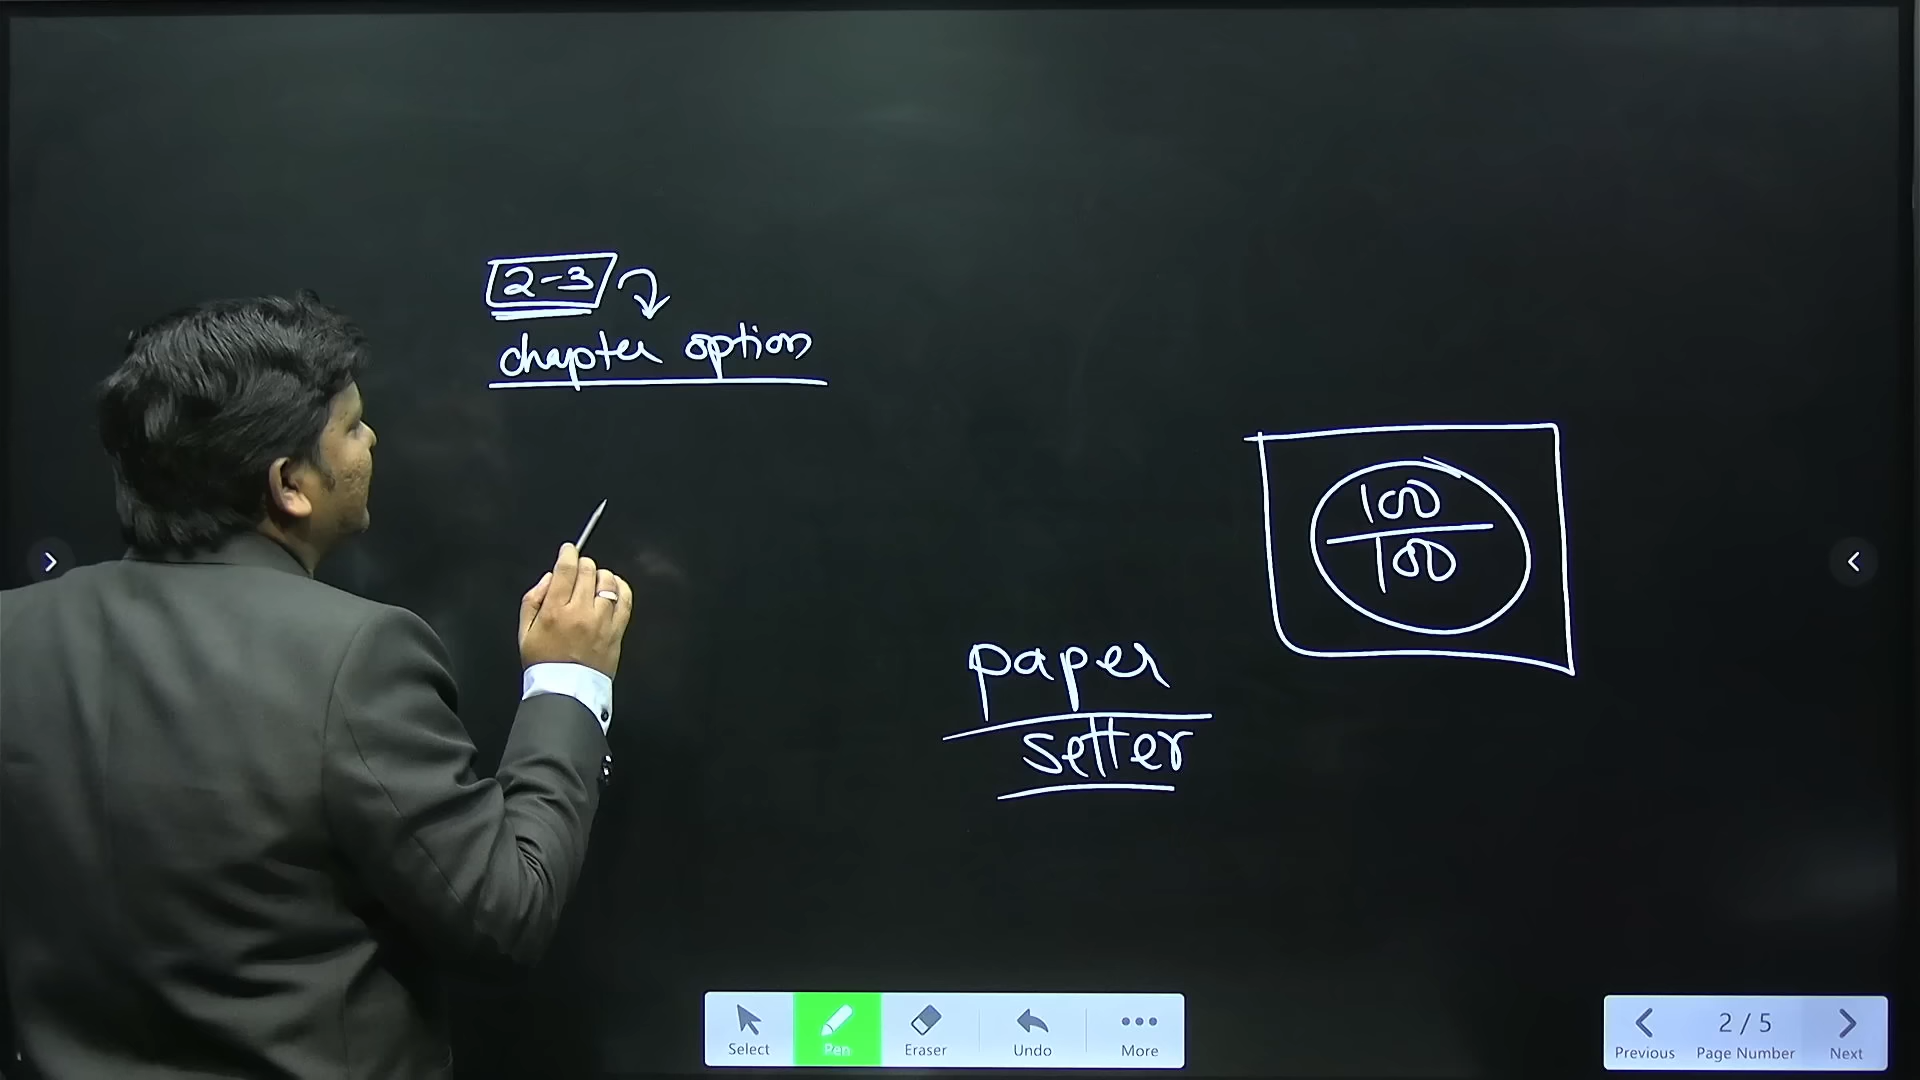 2-3
chapter option
100
100
paper
setter
Select
Pen
Eraser
Undo
More
Previous
2 / 5
Page Number
Next